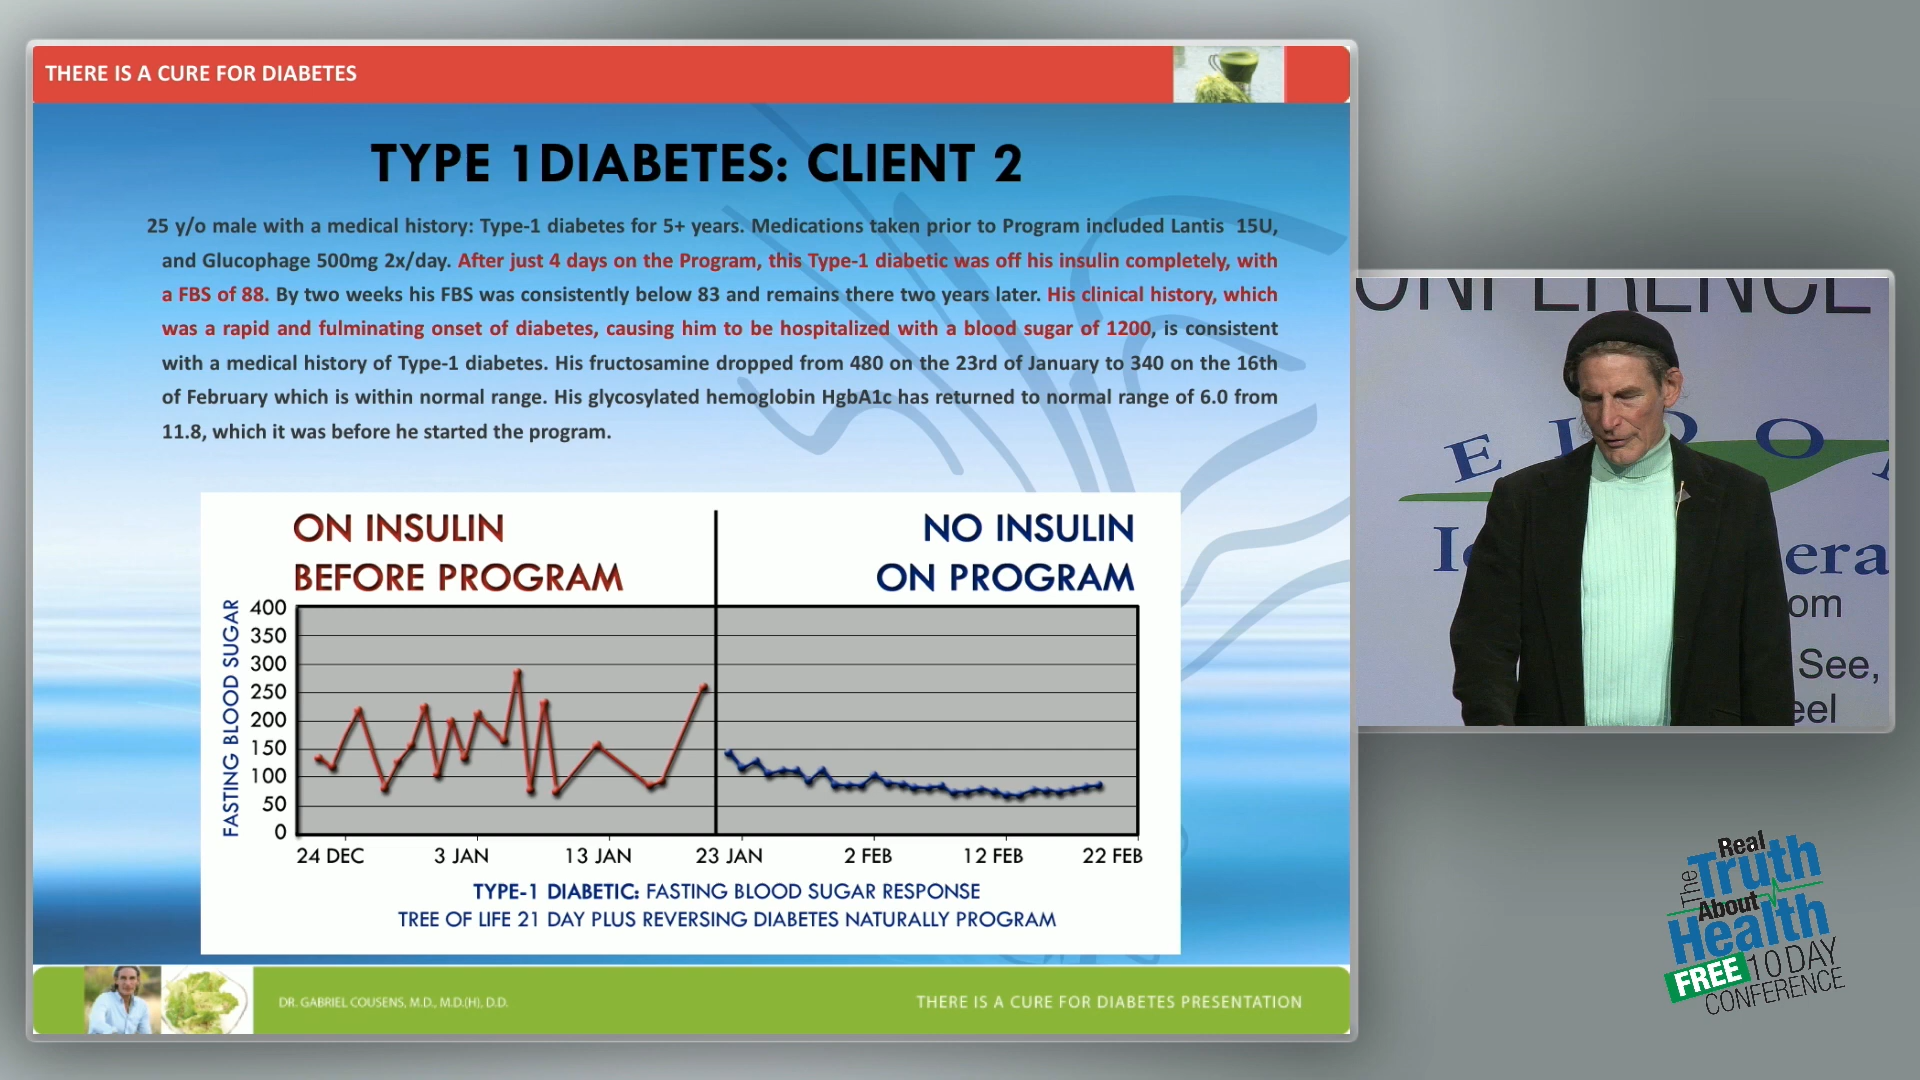 THERE IS A CURE FOR DIABETES
TYPE 1DIABETES: CLIENT 2
25 y/o male with a medical history: Type-1 diabetes for 5+ years. Medications taken prior to Program included Lantis 15U,
and Glucophage 500mg 2x/day. After just 4 days on the Program, this Type-1 diabetic was off his insulin completely, with
a FBS of 88. By two weeks his FBS was consistently below 83 and remains there two years later. His clinical history, which
was a rapid and fulminating onset of diabetes, causing him to be hospitalized with a blood sugar of 1200, is consistent
with a medical history of Type-1 diabetes. His fructosamine dropped from 480 on the 23rd of January to 340 on the 16th
of February which is within normal range. His glycosylated hemoglobin HgbA1c has returned to normal range of 6.0 from
11.8, which it was before he started the program.
ON INSULIN
BEFORE PROGRAM
NO INSULIN
ON PROGRAM
FASTING BLOOD SUGAR
400
350
300
250
200
150
100
50
0
24 DEC 3 JAN 13 JAN 23 JAN 2 FEB 12 FEB 22 FEB
TYPE-1 DIABETIC: FASTING BLOOD SUGAR RESPONSE
TREE OF LIFE 21 DAY PLUS REVERSING DIABETES NATURALLY PROGRAM
DR. GABRIEL COUSENS, M.D., M.D.(H), D.D.
THERE IS A CURE FOR DIABETES PRESENTATION
ONFERENCE
om
See,
eel
The Real
Truth
About
Health
FREE 10 DAY
CONFERENCE